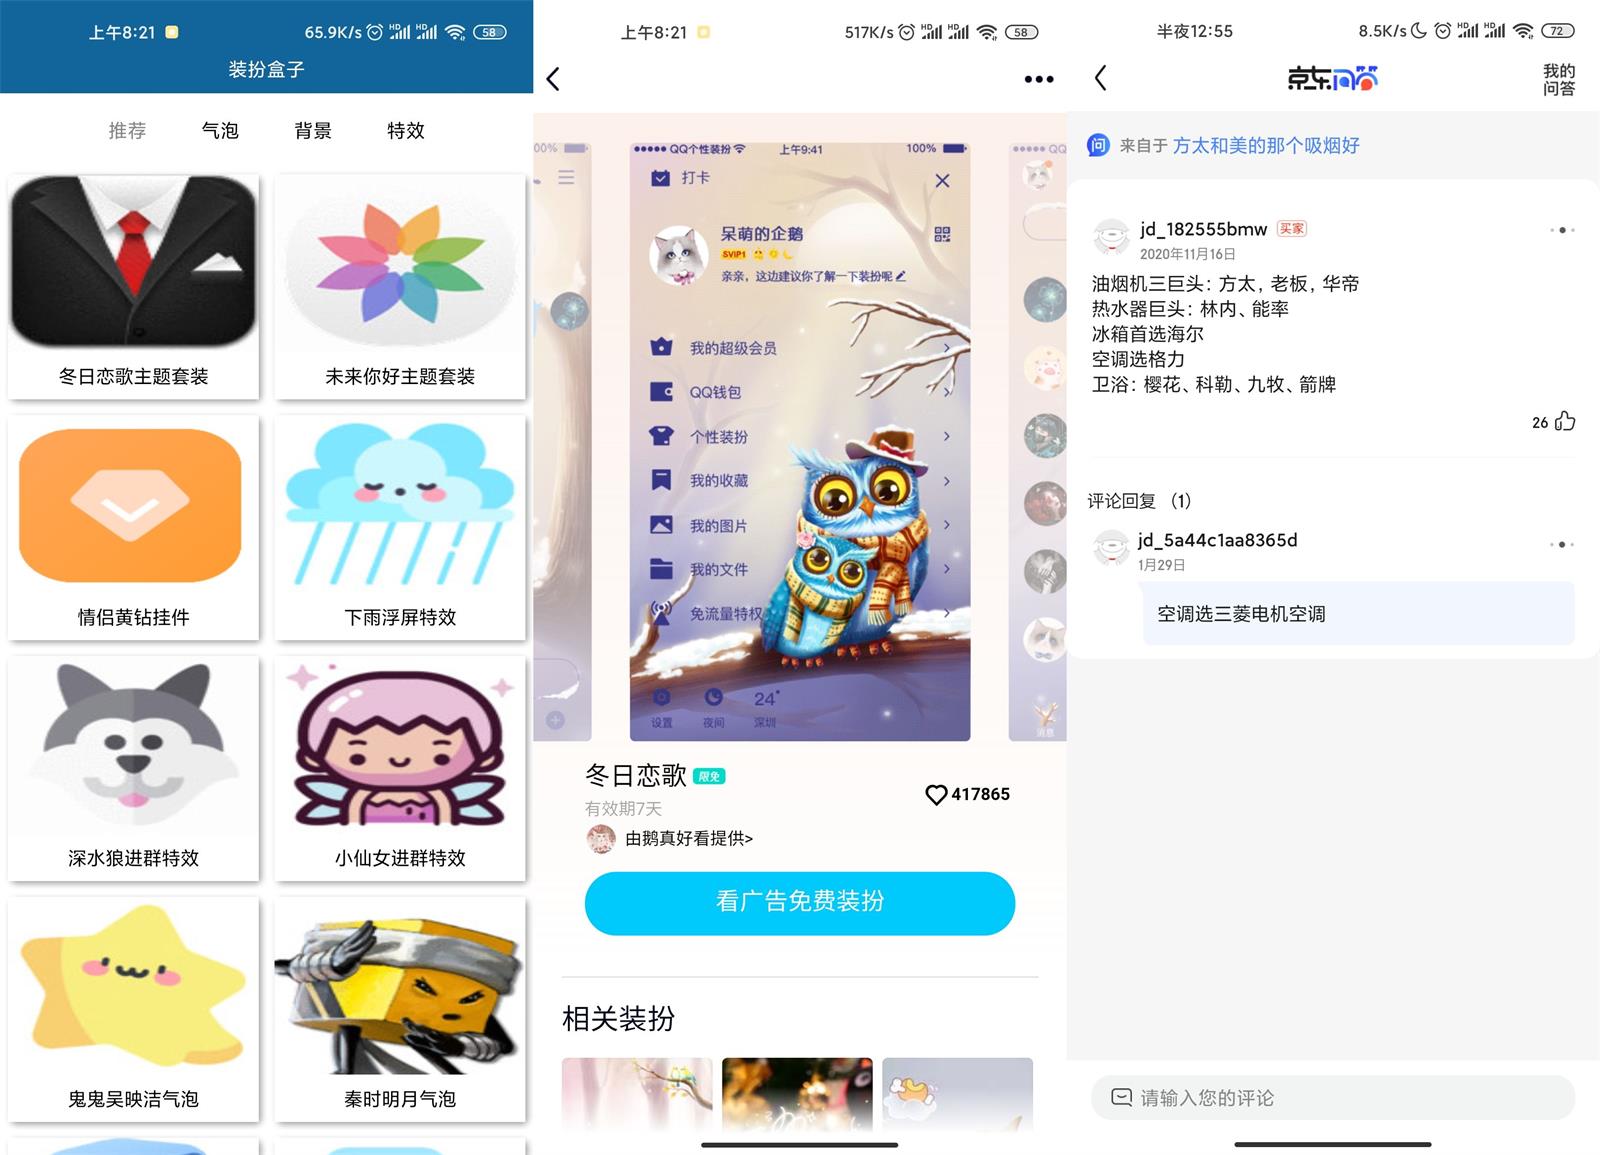 上午8:21
65.9K/s
HD
HD
58
装扮盒子
推荐
气泡
背景
特效
冬日恋歌主题套装
未来你好主题套装
情侣黄钻挂件
下雨浮屏特效
深水狼进群特效
小仙女进群特效
鬼鬼吴映洁气泡
秦时明月气泡
上午8:21
517K/s
HD
HD
58
00%
QQ个性装扮
上午9:41
100%
QQ
打卡
呆萌的企鹅
SVIP1
亲亲，这边建议你了解一下装扮呢
我的超级会员
QQ钱包
个性装扮
我的收藏
我的图片
我的文件
免流量特权
设置
夜间
24°
深圳
消息
冬日恋歌
限免
417865
有效期7天
由鹅真好看提供>
看广告免费装扮
相关装扮
半夜12:55
8.5K/s
HD
HD
72
京东问答
我的
问答
问
来自于 方太和美的那个吸烟好
jd_182555bmw
买家
2020年11月16日
油烟机三巨头：方太，老板，华帝
热水器巨头：林内、能率
冰箱首选海尔
空调选格力
卫浴：樱花、科勒、九牧、箭牌
26
评论回复（1）
jd_5a44c1aa8365d
1月29日
空调选三菱电机空调
请输入您的评论